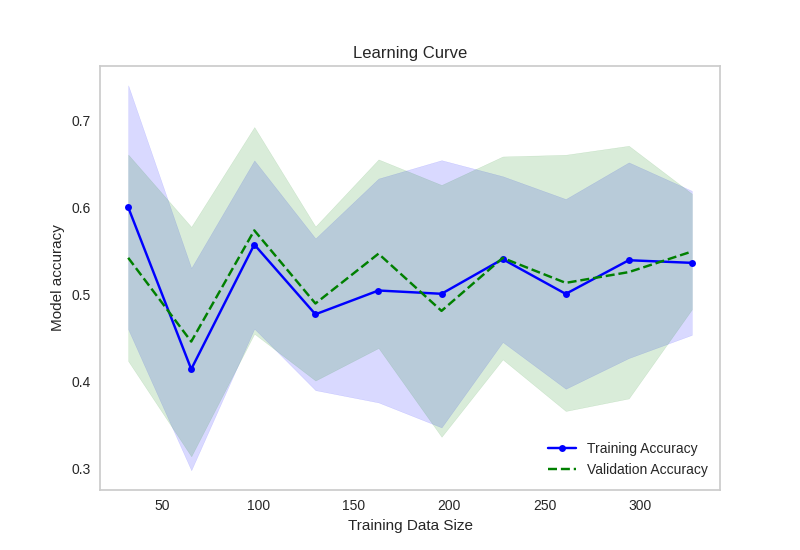 Learning Curve
Model accuracy
0.7
0.6
0.5
0.4
0.3
50 100 150 200 250 300
Training Data Size
Training Accuracy
Validation Accuracy